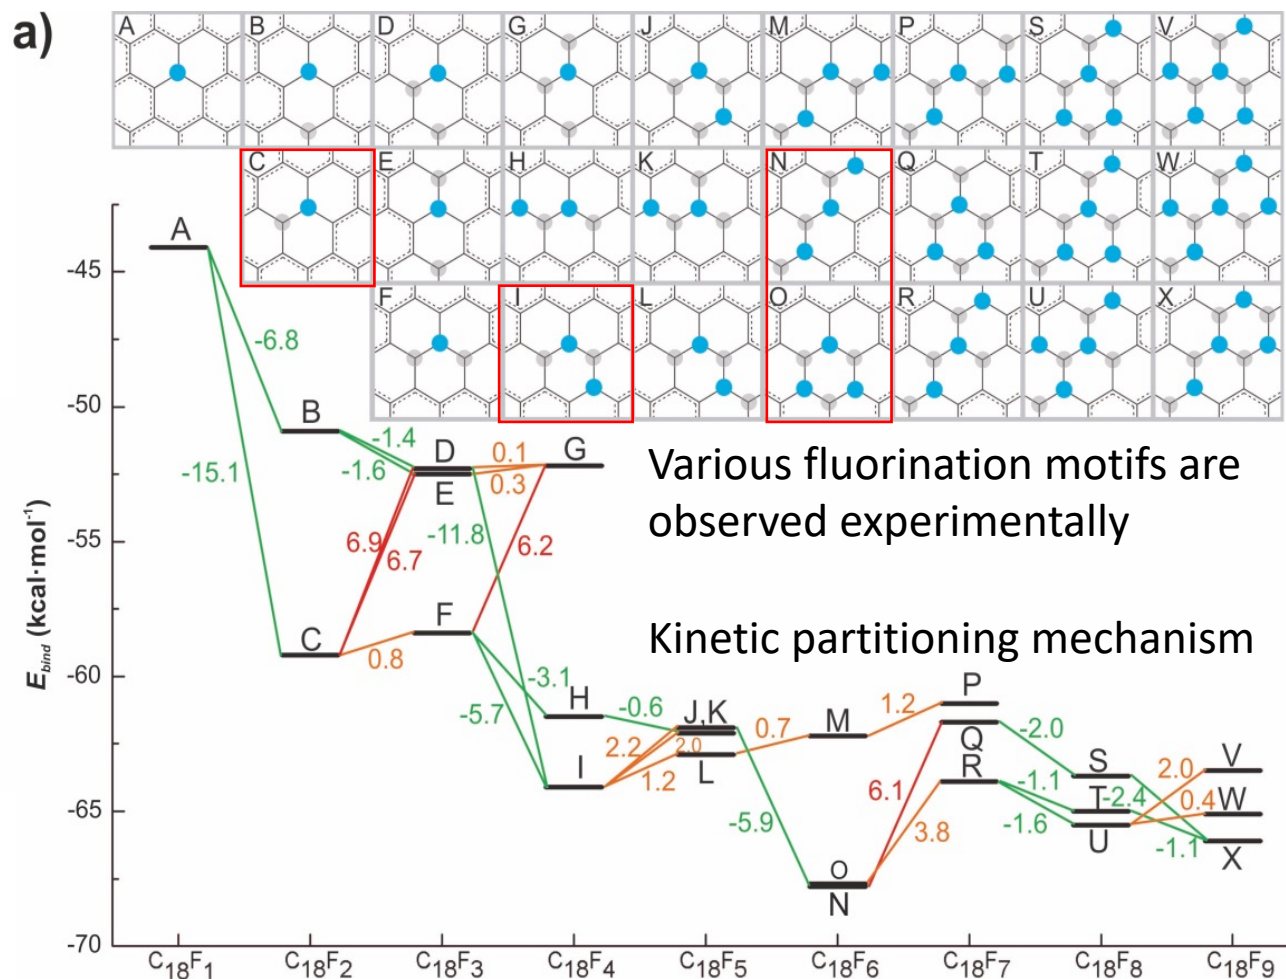 a)
A B D G J M P S V
C E H K N Q T W
F I L O R U X
Various fluorination motifs are
observed experimentally
Kinetic partitioning mechanism
E_bind (kcal·mol⁻¹)
-45
-50
-55
-60
-65
-70
A
-6.8
-15.1
B
-1.4
-1.6
D
E
0.1
0.3
G
6.9
6.7
-11.8
6.2
C
0.8
F
-3.1
-5.7
H
-0.6
J,K
2.2
2.0
1.2
I
L
0.7
M
1.2
P
-5.9
O
N
6.1
3.8
Q
R
-2.0
-1.1
-1.6
S
T
U
-2.4
-1.1
2.0
0.4
V
W
X
C₁₈F₁ C₁₈F₂ C₁₈F₃ C₁₈F₄ C₁₈F₅ C₁₈F₆ C₁₈F₇ C₁₈F₈ C₁₈F₉